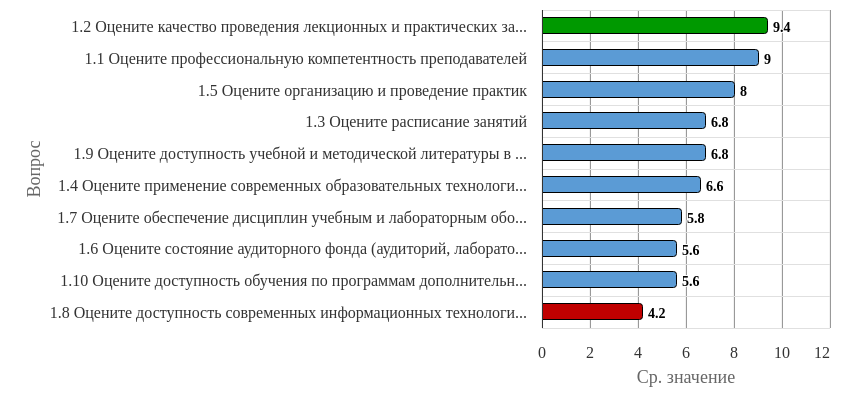 1.2 Оцените качество проведения лекционных и практических за... 9.4
1.1 Оцените профессиональную компетентность преподавателей 9
1.5 Оцените организацию и проведение практик 8
1.3 Оцените расписание занятий 6.8
1.9 Оцените доступность учебной и методической литературы в ... 6.8
1.4 Оцените применение современных образовательных технологи... 6.6
1.7 Оцените обеспечение дисциплин учебным и лабораторным обо... 5.8
1.6 Оцените состояние аудиторного фонда (аудиторий, лаборато... 5.6
1.10 Оцените доступность обучения по программам дополнительн... 5.6
1.8 Оцените доступность современных информационных технологи... 4.2
Вопрос
0 2 4 6 8 10 12
Ср. значение